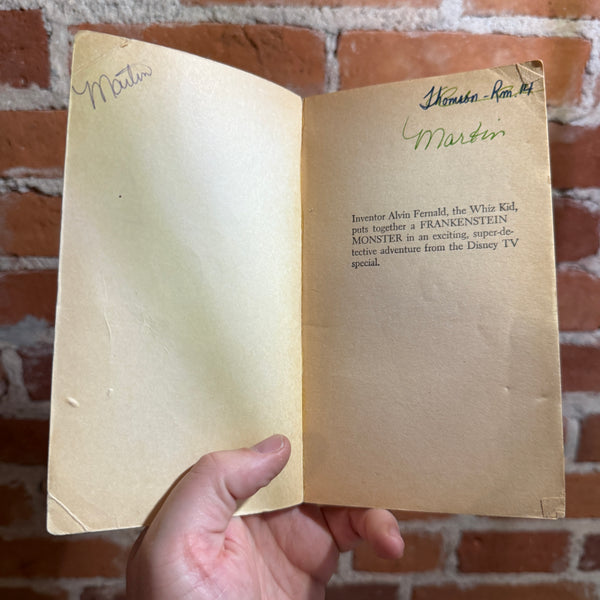 Martin
Thomson - Rm. 14
Martin
Inventor Alvin Fernald, the Whiz Kid,
puts together a FRANKENSTEIN
MONSTER in an exciting, super-de-
tective adventure from the Disney TV
special.